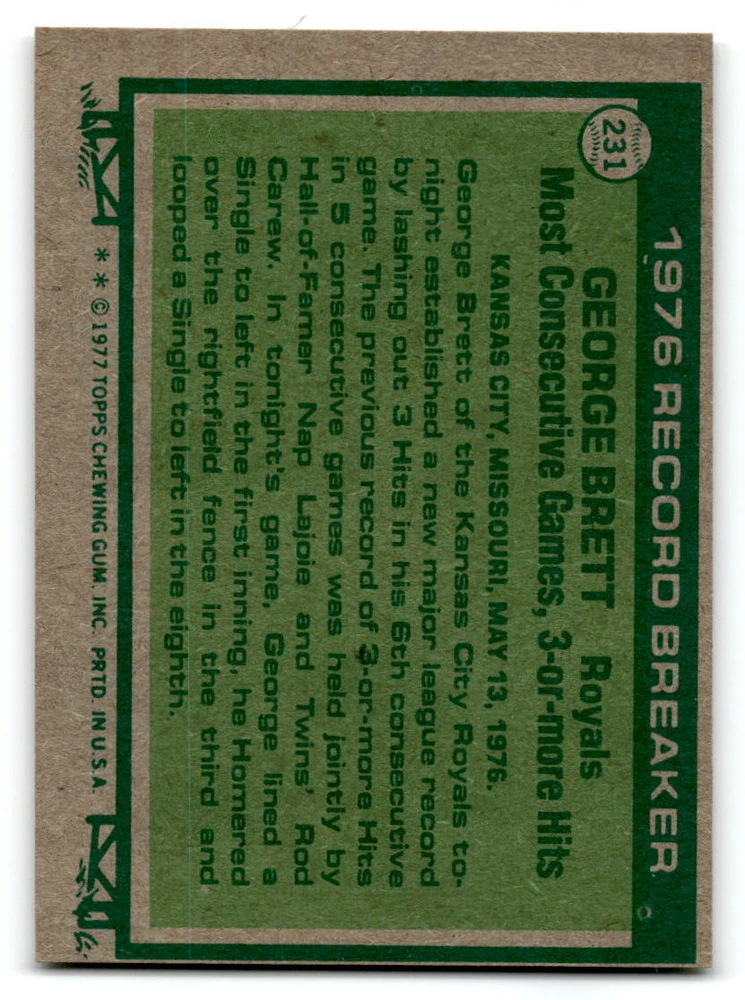 1976 RECORD BREAKER
231
GEORGE BRETT Royals
Most Consecutive Games, 3-or-more Hits
KANSAS CITY, MISSOURI, MAY 13, 1976.
George Brett of the Kansas City Royals to-
night established a new major league record
by lashing out 3 Hits in his 6th consecutive
game. The previous record of 3-or-more Hits
in 5 consecutive games was held jointly by
Hall-of-Famer Nap Lajoie and Twins' Rod
Carew. In tonight's game, George lined a
Single to left in the first inning, he Homered
over the rightfield fence in the third and
looped a Single to left in the eighth.
** © 1977 TOPPS CHEWING GUM, INC. PRTD. IN U.S.A.